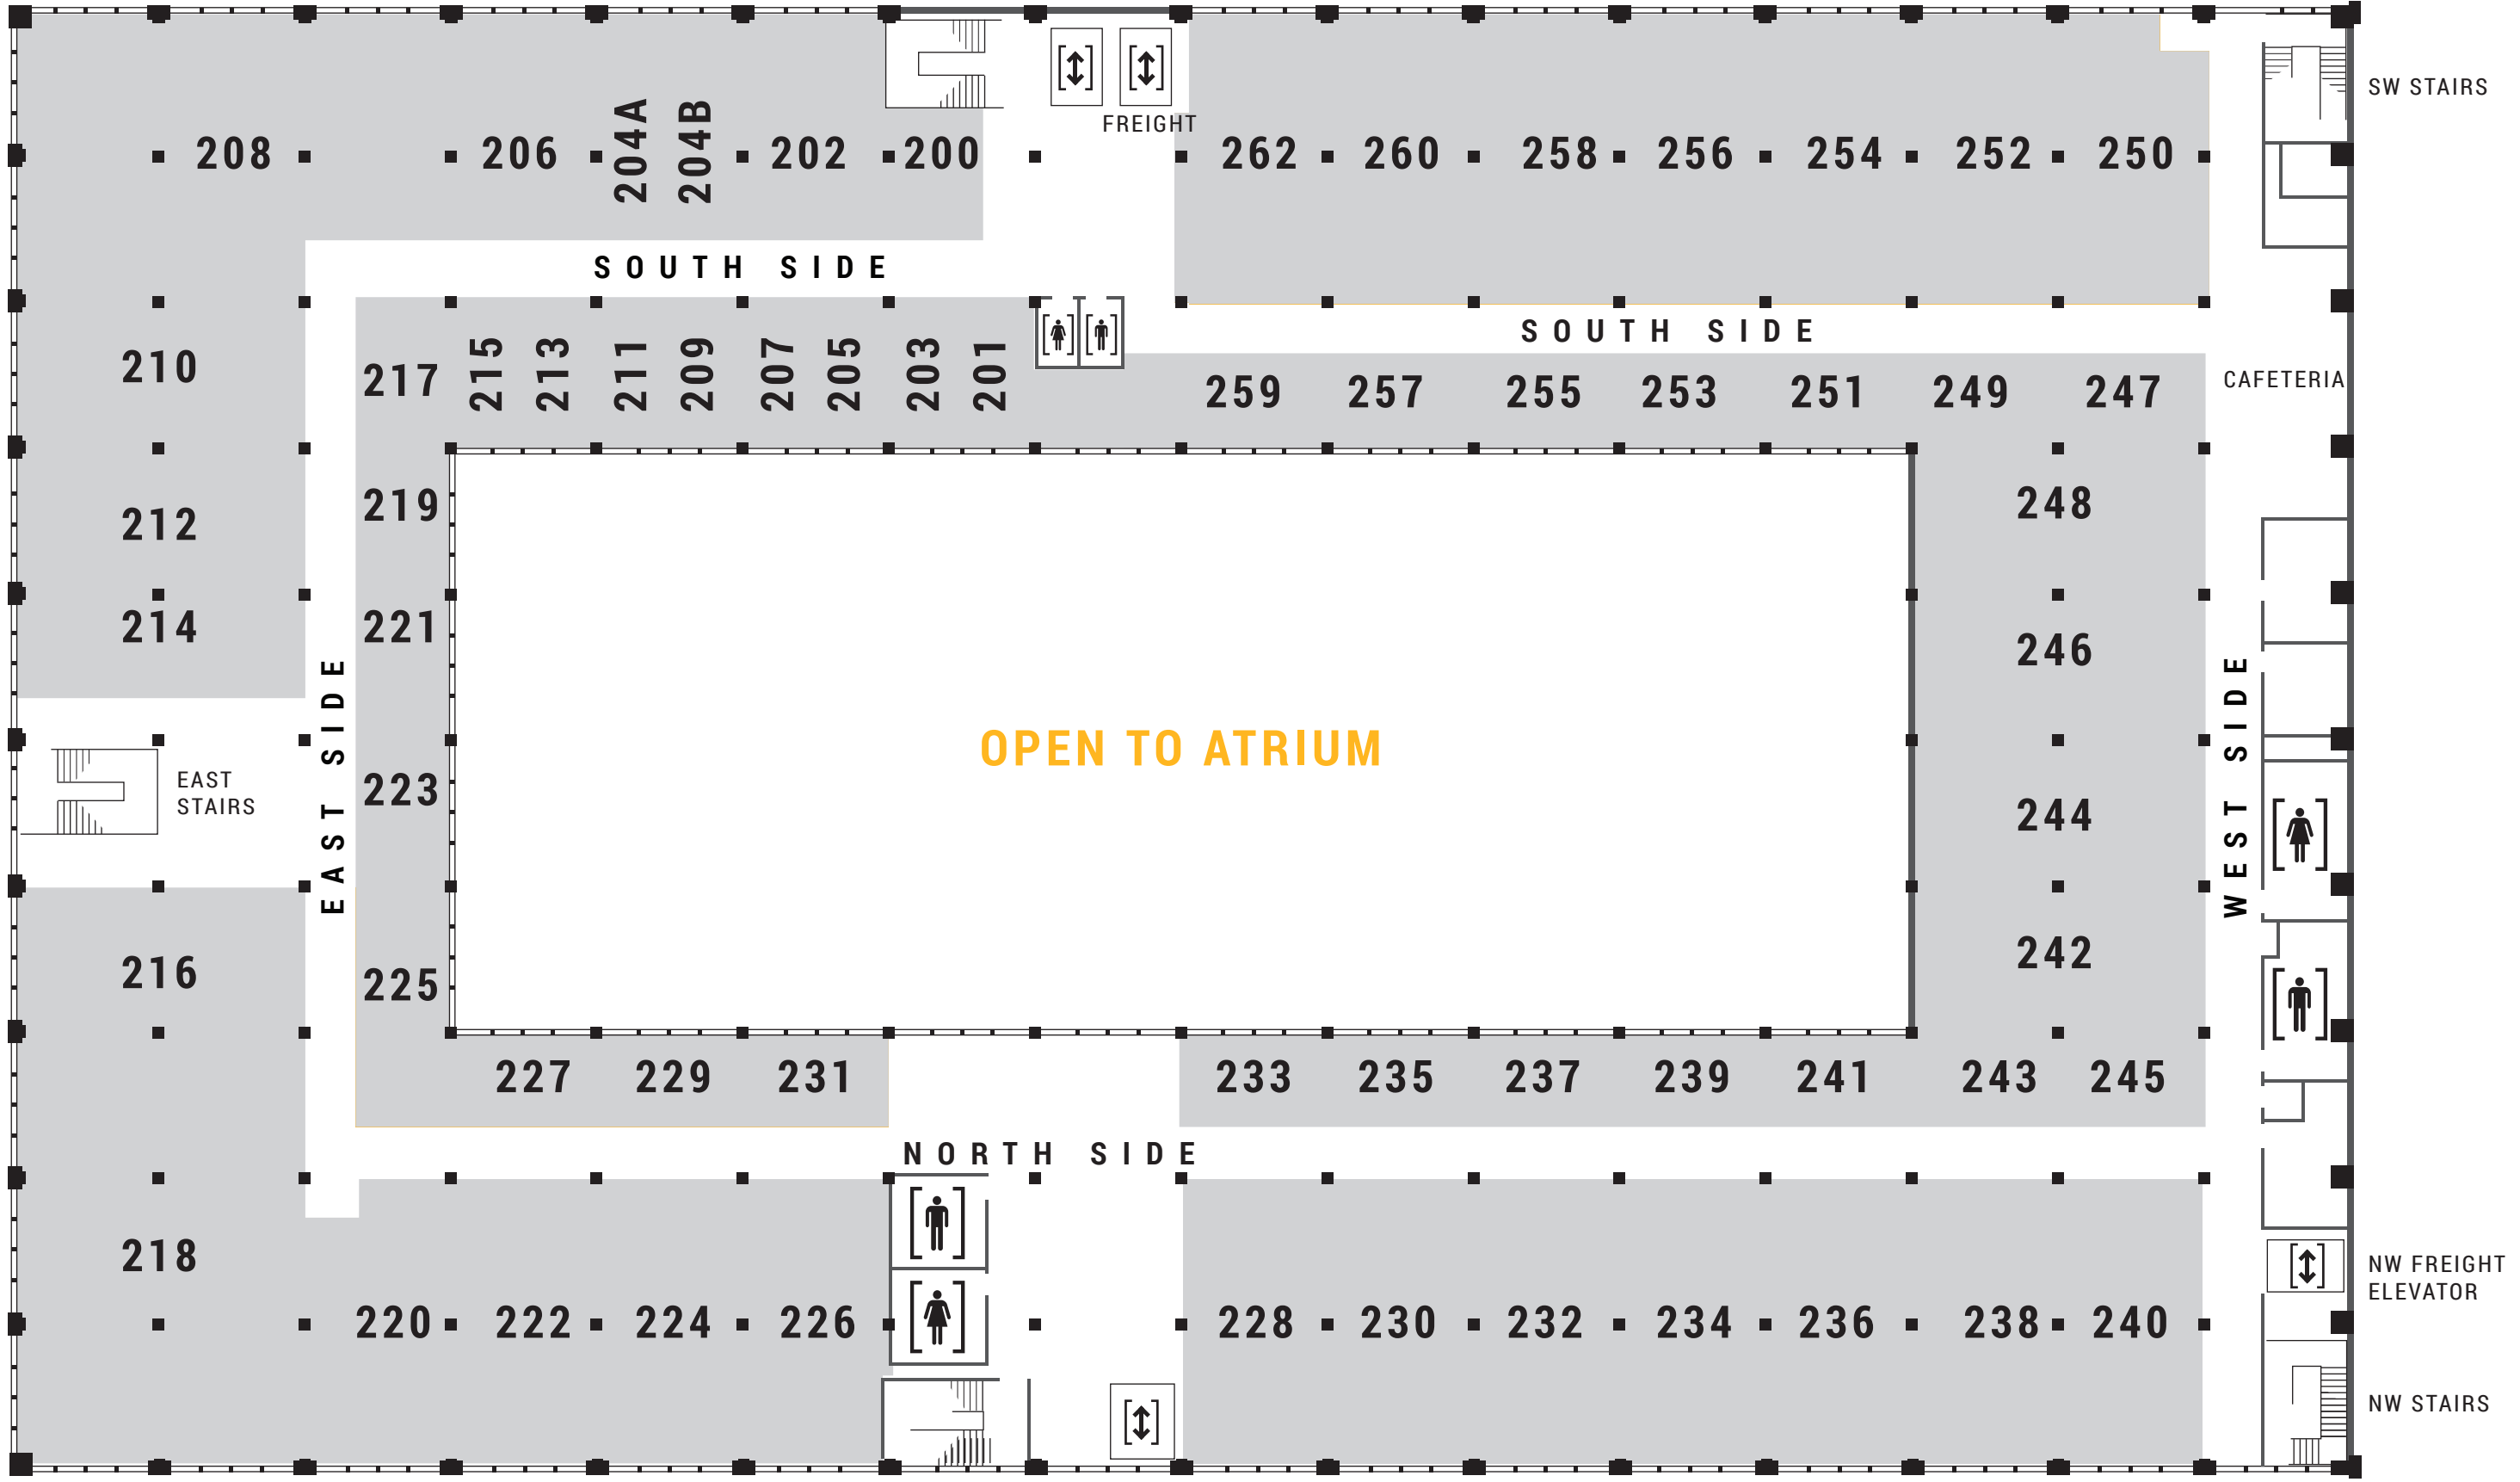 SW STAIRS
FREIGHT
208 206 204A 204B 202 200 262 260 258 256 254 252 250
SOUTH SIDE
SOUTH SIDE
210 217 215 213 211 209 207 205 203 201 259 257 255 253 251 249 247 CAFETERIA
212 219 248
214 221 246
EAST SIDE
WEST SIDE
OPEN TO ATRIUM
EAST
STAIRS
223 244
216 225 242
227 229 231 233 235 237 239 241 243 245
NORTH SIDE
218
NW FREIGHT
ELEVATOR
220 222 224 226 228 230 232 234 236 238 240
NW STAIRS